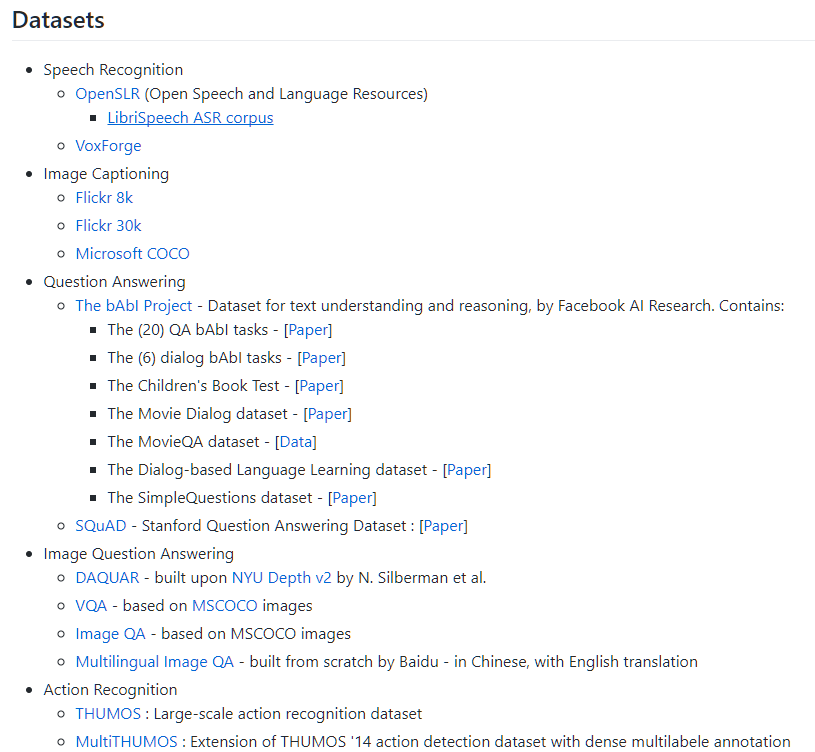 Datasets
Speech Recognition
OpenSLR (Open Speech and Language Resources)
LibriSpeech ASR corpus
VoxForge
Image Captioning
Flickr 8k
Flickr 30k
Microsoft COCO
Question Answering
The bAbI Project - Dataset for text understanding and reasoning, by Facebook AI Research. Contains:
The (20) QA bAbI tasks - [Paper]
The (6) dialog bAbI tasks - [Paper]
The Children's Book Test - [Paper]
The Movie Dialog dataset - [Paper]
The MovieQA dataset - [Data]
The Dialog-based Language Learning dataset - [Paper]
The SimpleQuestions dataset - [Paper]
SQuAD - Stanford Question Answering Dataset : [Paper]
Image Question Answering
DAQUAR - built upon NYU Depth v2 by N. Silberman et al.
VQA - based on MSCOCO images
Image QA - based on MSCOCO images
Multilingual Image QA - built from scratch by Baidu - in Chinese, with English translation
Action Recognition
THUMOS : Large-scale action recognition dataset
MultiTHUMOS : Extension of THUMOS '14 action detection dataset with dense multilabele annotation